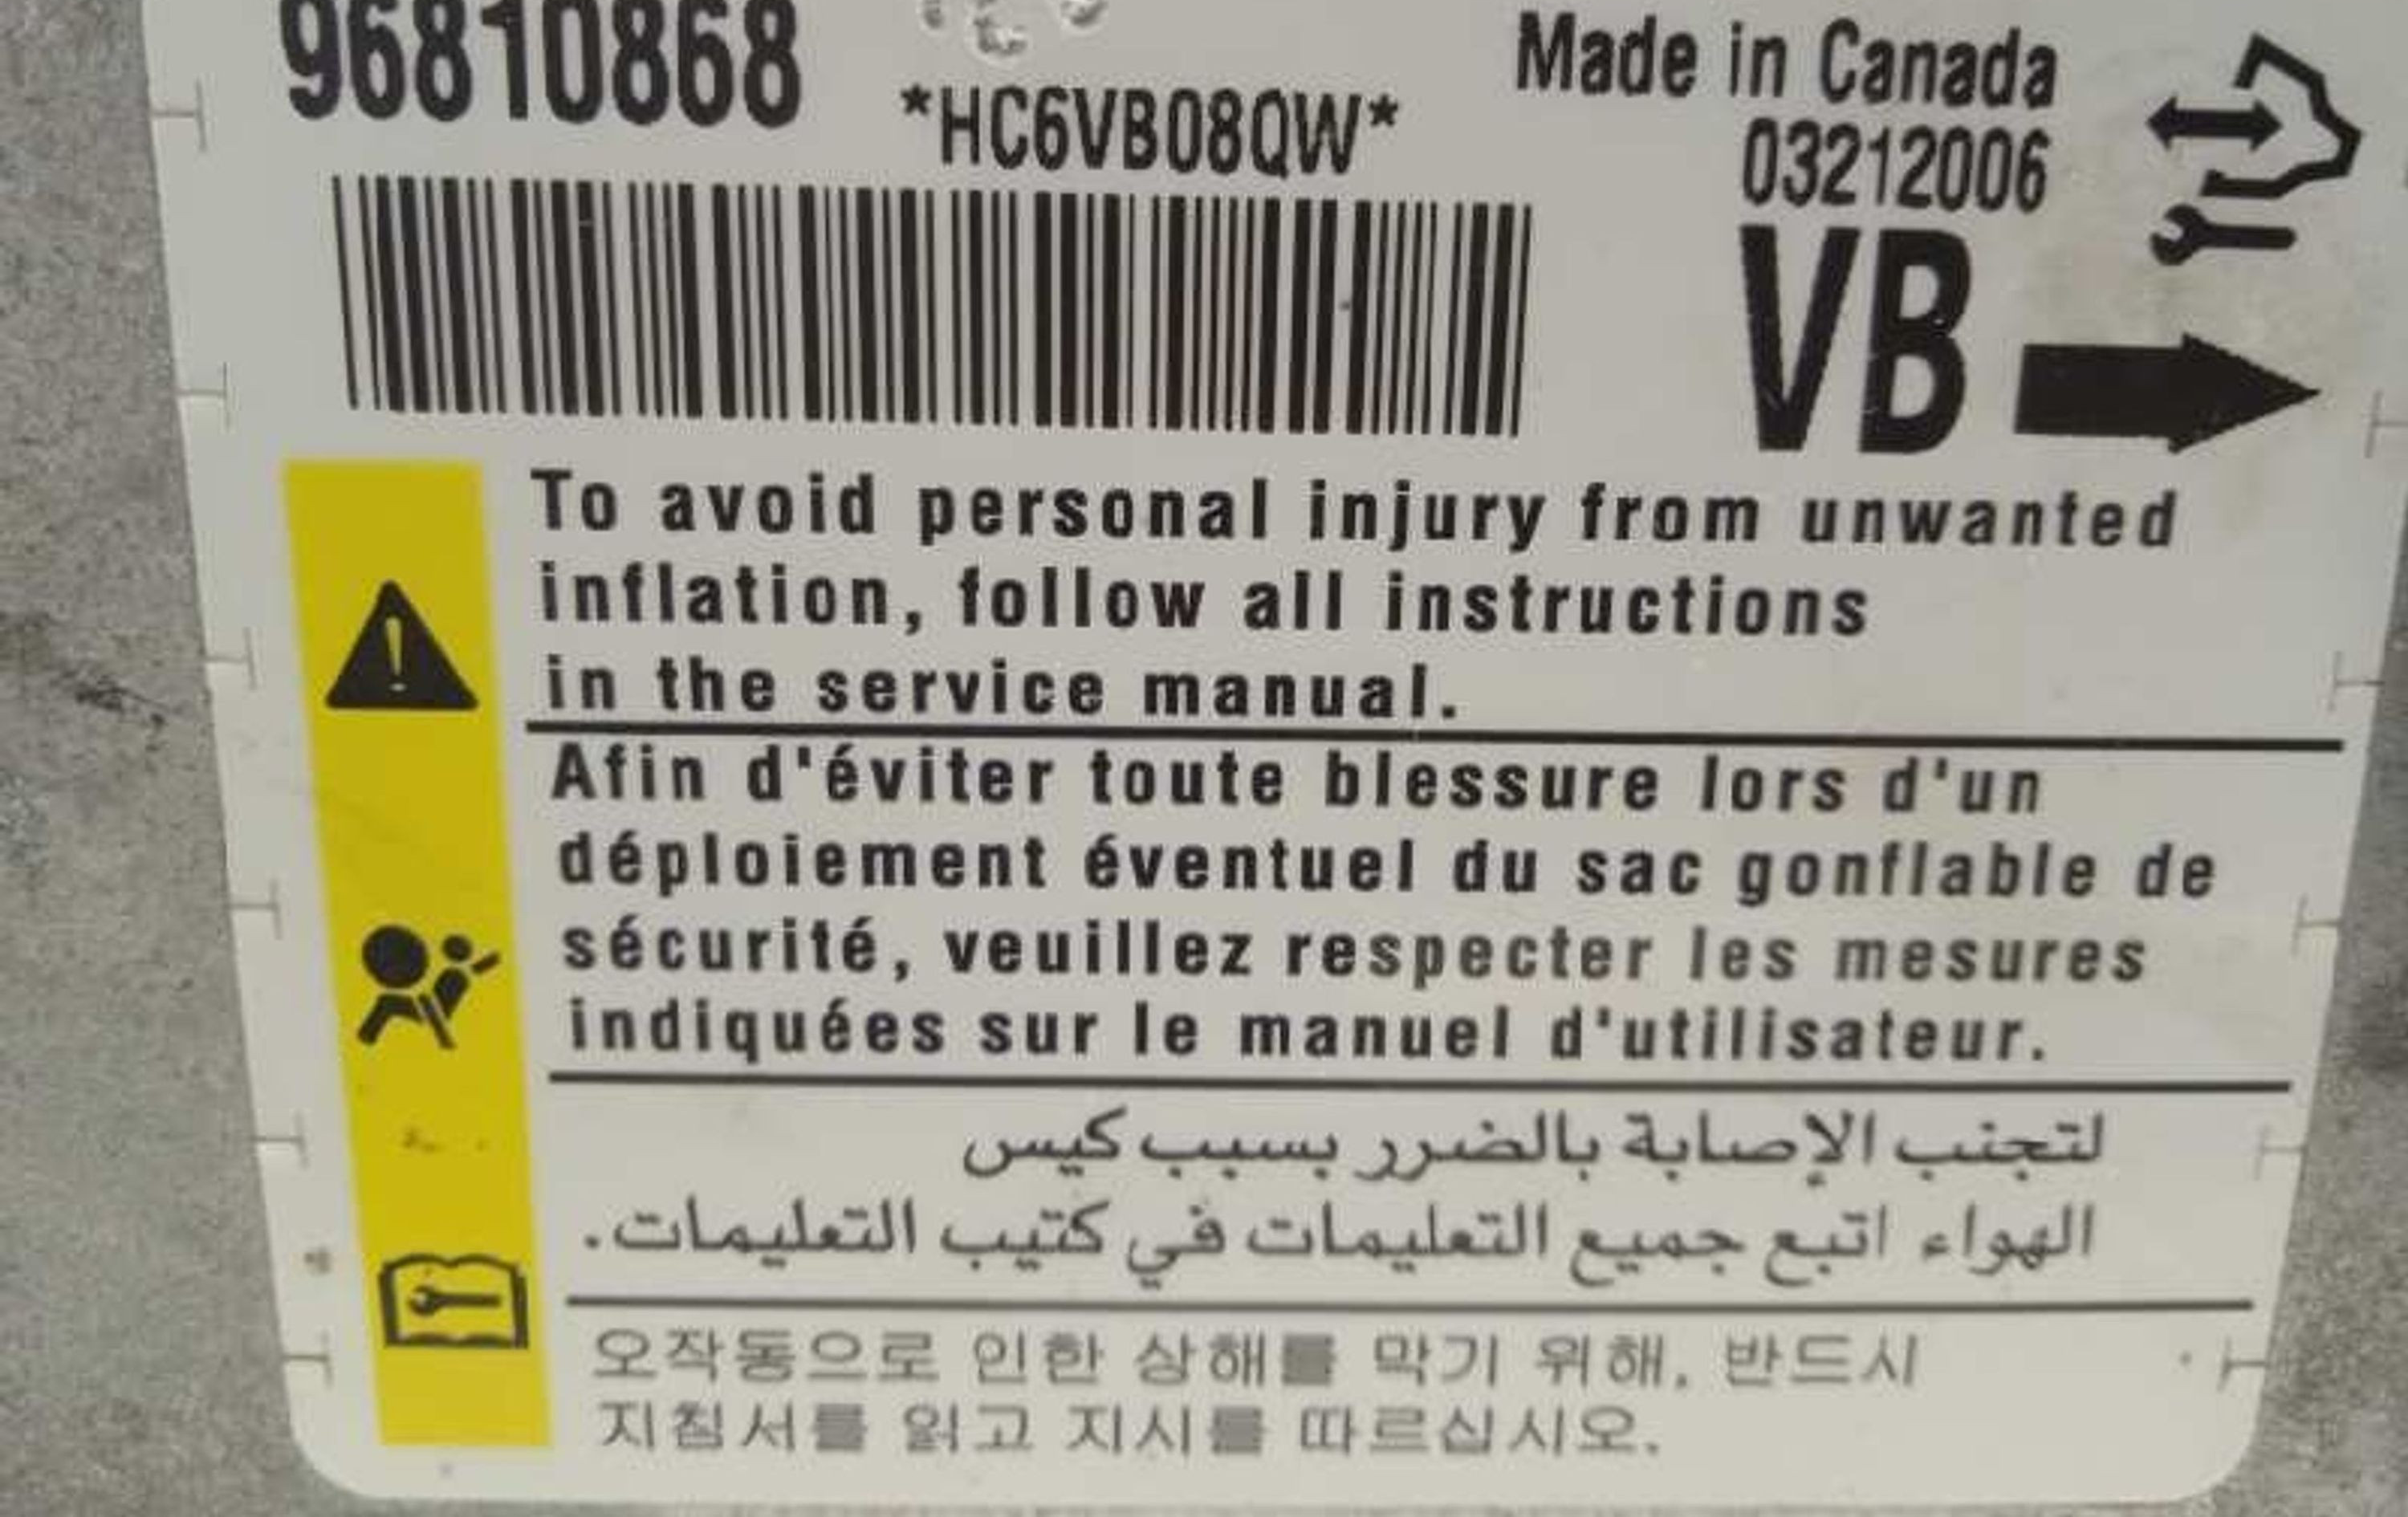 96810868
*HC6VB08QW*
Made in Canada
03212006
VB
To avoid personal injury from unwanted
inflation, follow all instructions
in the service manual.
Afin d'éviter toute blessure lors d'un
déploiement éventuel du sac gonflable de
sécurité, veuillez respecter les mesures
indiquées sur le manuel d'utilisateur.
لتجنب الإصابة بالضرر بسبب كيس
الهواء اتبع جميع التعليمات في كتيب التعليمات.
오작동으로 인한 상해를 막기 위해, 반드시
지침서를 읽고 지시를 따르십시오.